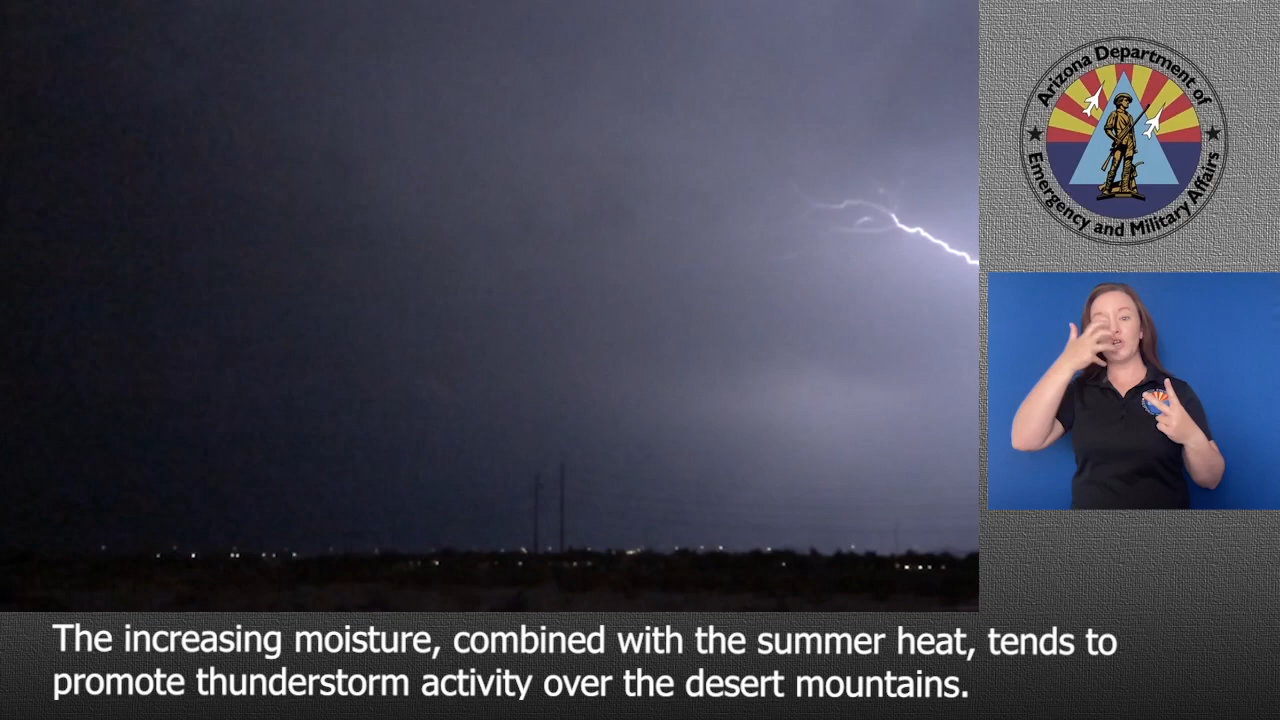 Arizona Department of
Emergency and Military Affairs
The increasing moisture, combined with the summer heat, tends to
promote thunderstorm activity over the desert mountains.